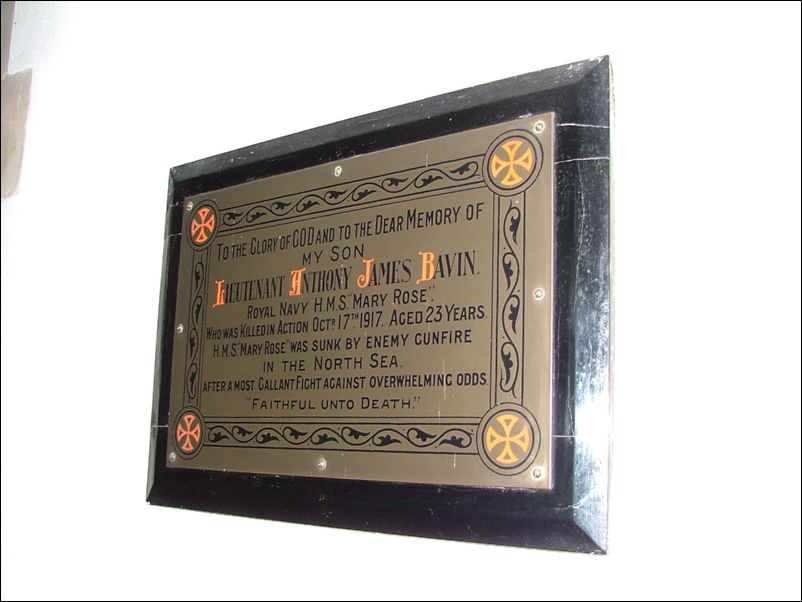 To the Glory of GOD and to the Dear Memory of
my Son
Lieutenant Anthony James Bavin.
Royal Navy H.M.S. "Mary Rose".
Who was Killed in Action Octr. 17th. 1917. Aged 23 Years.
H.M.S. "Mary Rose" was sunk by enemy gunfire
in the North Sea,
after a most Gallant Fight against overwhelming odds.
"Faithful unto Death."